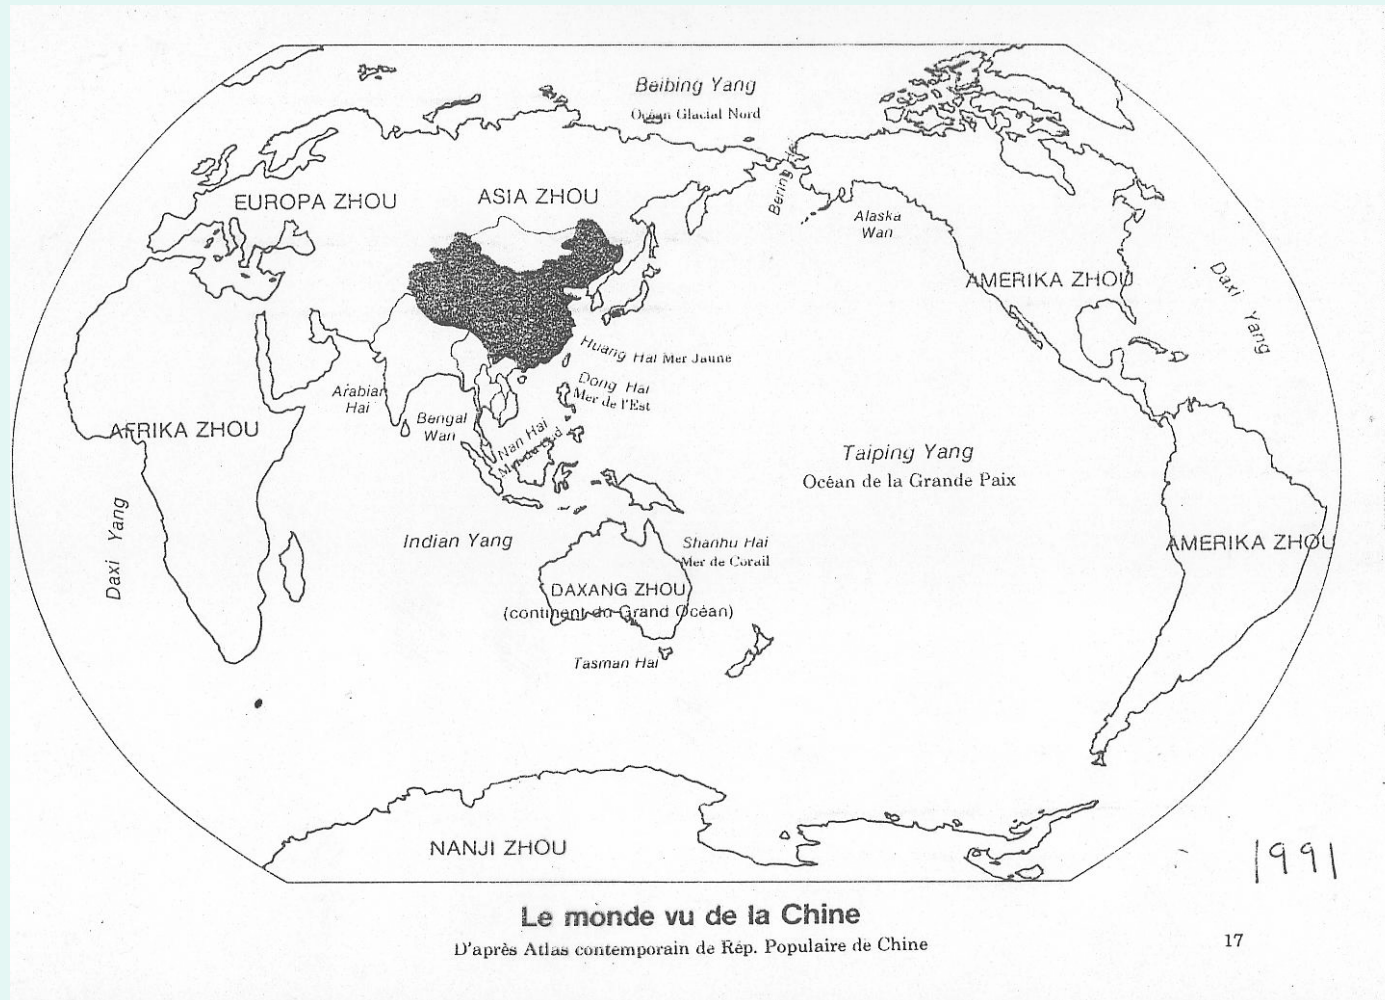 Beibing Yang
Océan Glacial Nord
EUROPA ZHOU
ASIA ZHOU
Bering Hai
Alaska
Wan
AMERIKA ZHOU
Daxi Yang
Huang Hai Mer Jaune
Dong Hai
Mer de l'Est
Arabian
Hai
Bengal
Wan
Nan Hai
Mer du Sud
AFRIKA ZHOU
Taiping Yang
Océan de la Grande Paix
Daxi Yang
Indian Yang
Shanhu Hai
Mer de Corail
AMERIKA ZHOU
DAXANG ZHOU
(continent du Grand Océan)
Tasman Hai
NANJI ZHOU
1991
Le monde vu de la Chine
D'après Atlas contemporain de Rép. Populaire de Chine
17